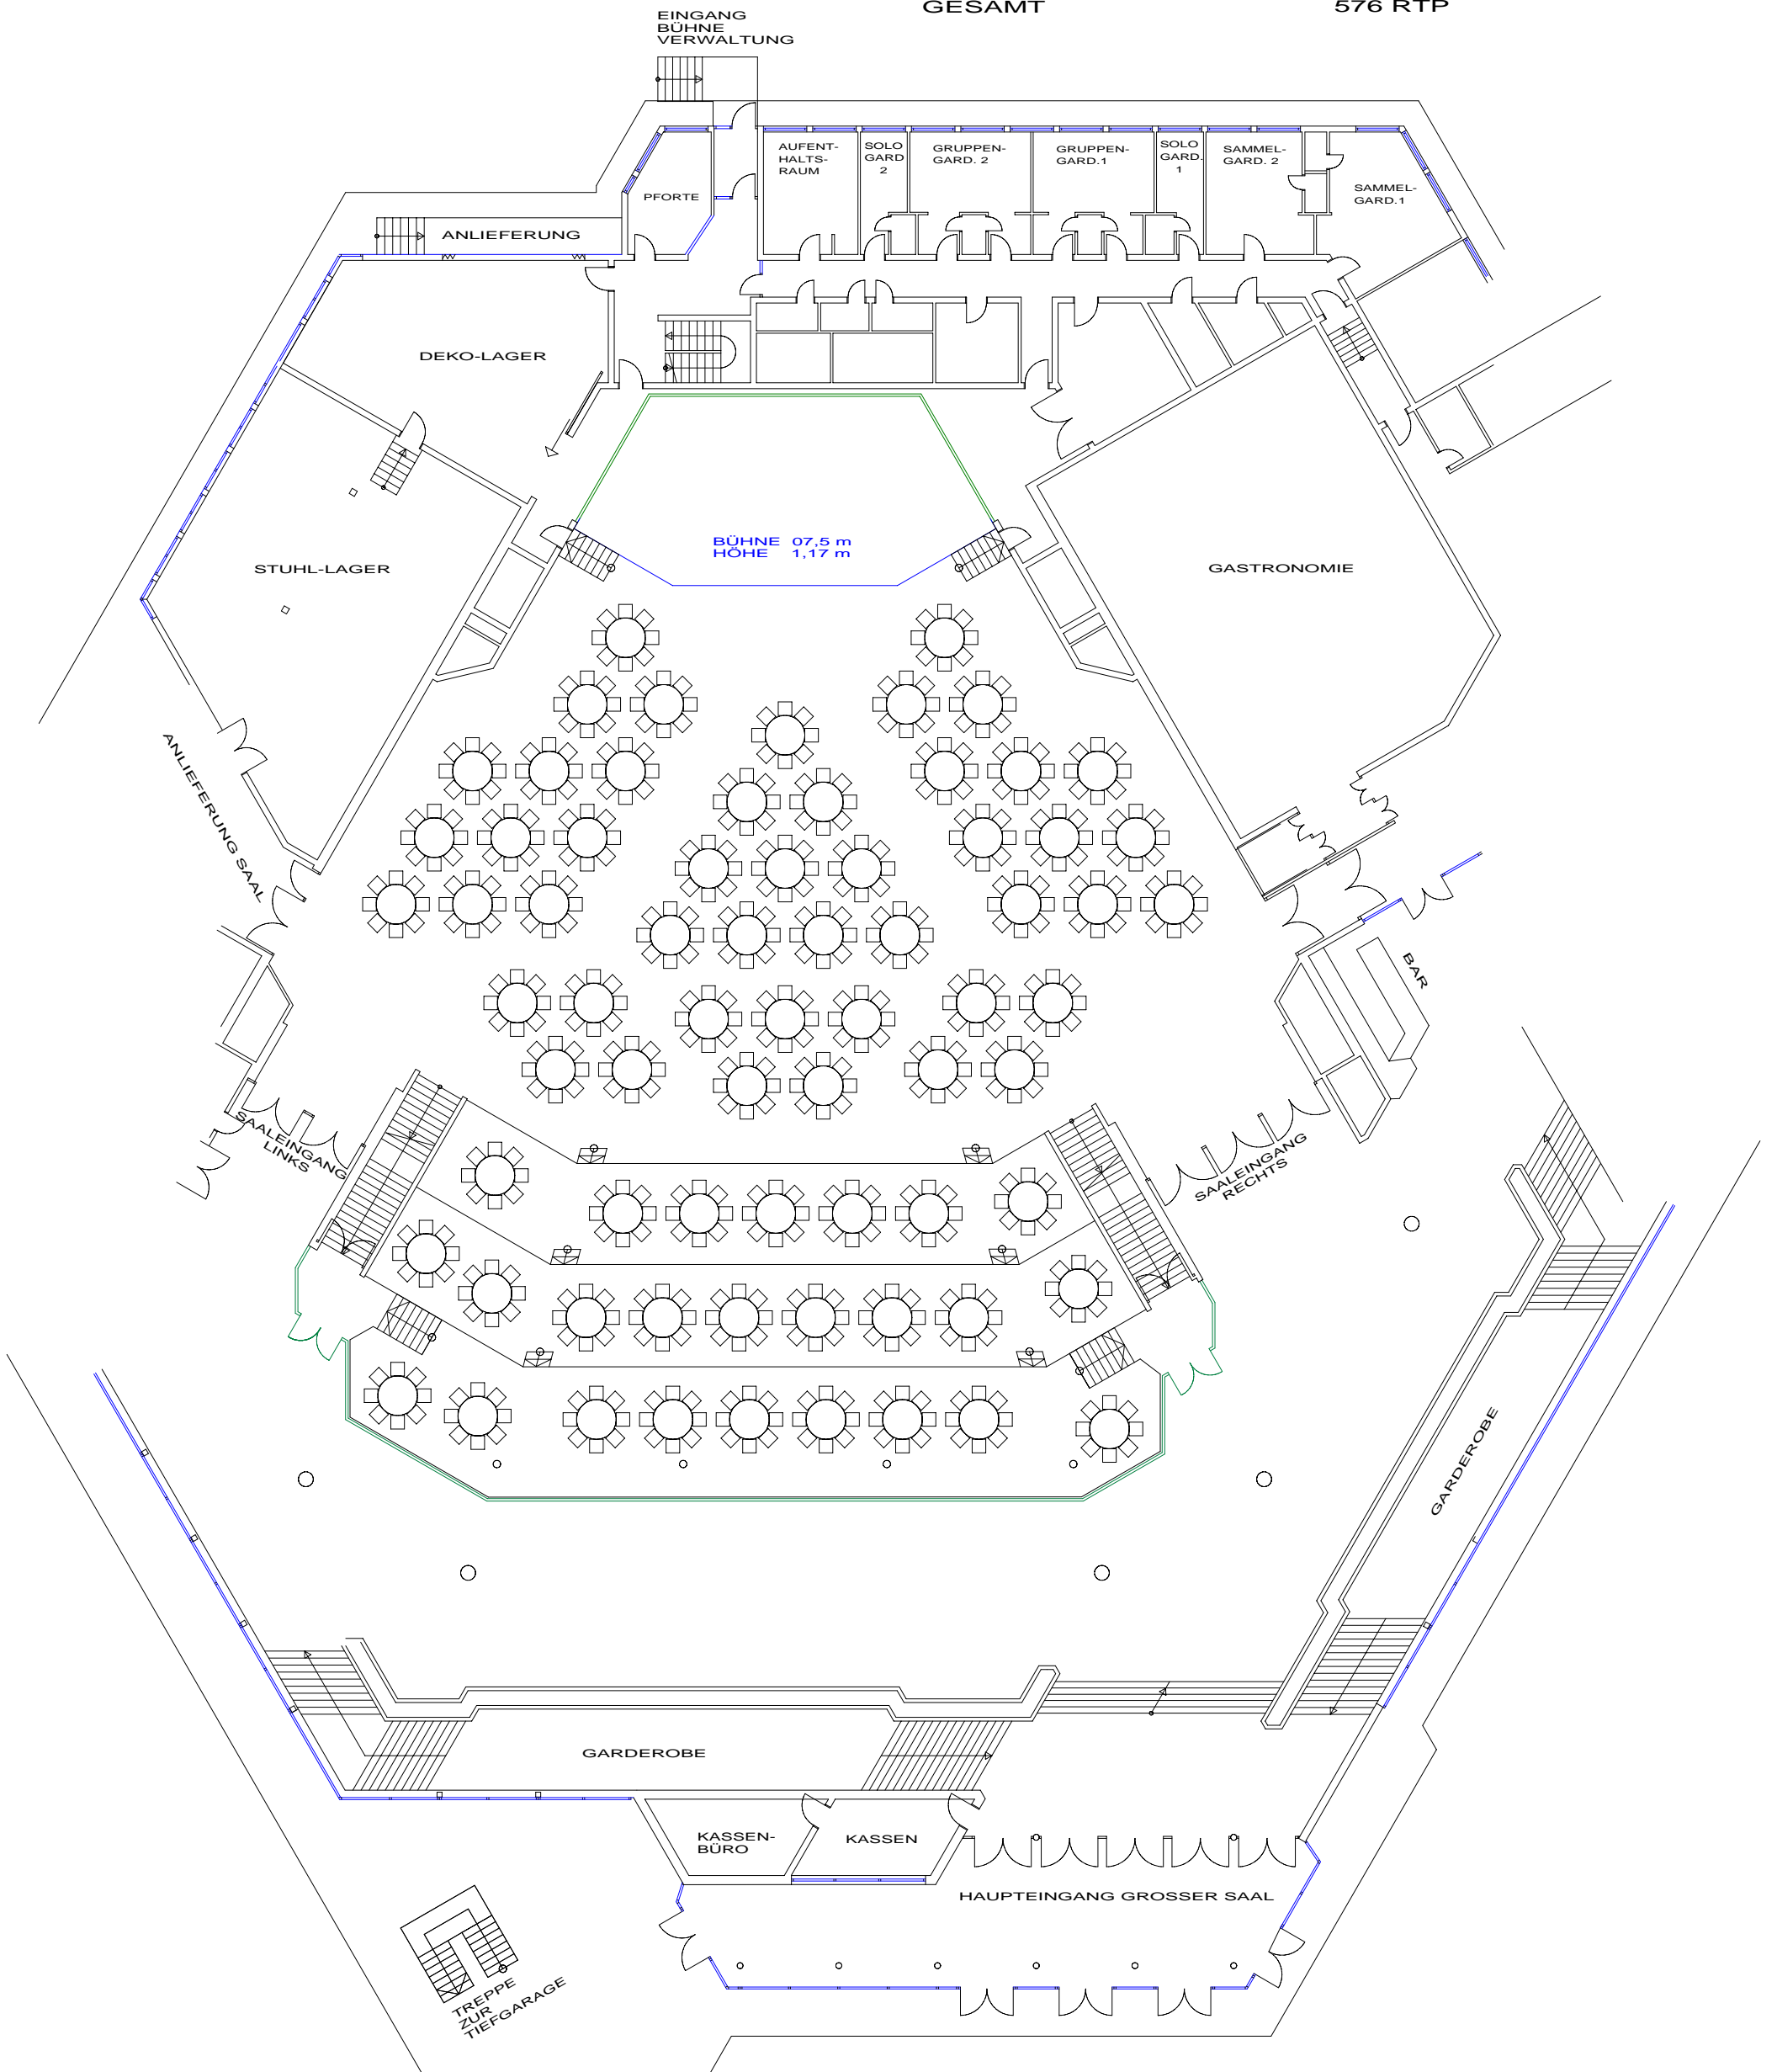 GESAMT 576 RTP
EINGANG
BÜHNE
VERWALTUNG
AUFENT-
HALTS-
RAUM
SOLO
GARD
2
GRUPPEN-
GARD. 2
GRUPPEN-
GARD.1
SOLO
GARD.
1
SAMMEL-
GARD. 2
SAMMEL-
GARD.1
PFORTE
ANLIEFERUNG
DEKO-LAGER
STUHL-LAGER
BÜHNE 07,5 m
HÖHE 1,17 m
GASTRONOMIE
ANLIEFERUNG SAAL
BAR
SAALEINGANG
LINKS
SAALEINGANG
RECHTS
GARDEROBE
GARDEROBE
KASSEN-
BÜRO
KASSEN
HAUPTEINGANG GROSSER SAAL
TREPPE
ZUR
TIEFGARAGE